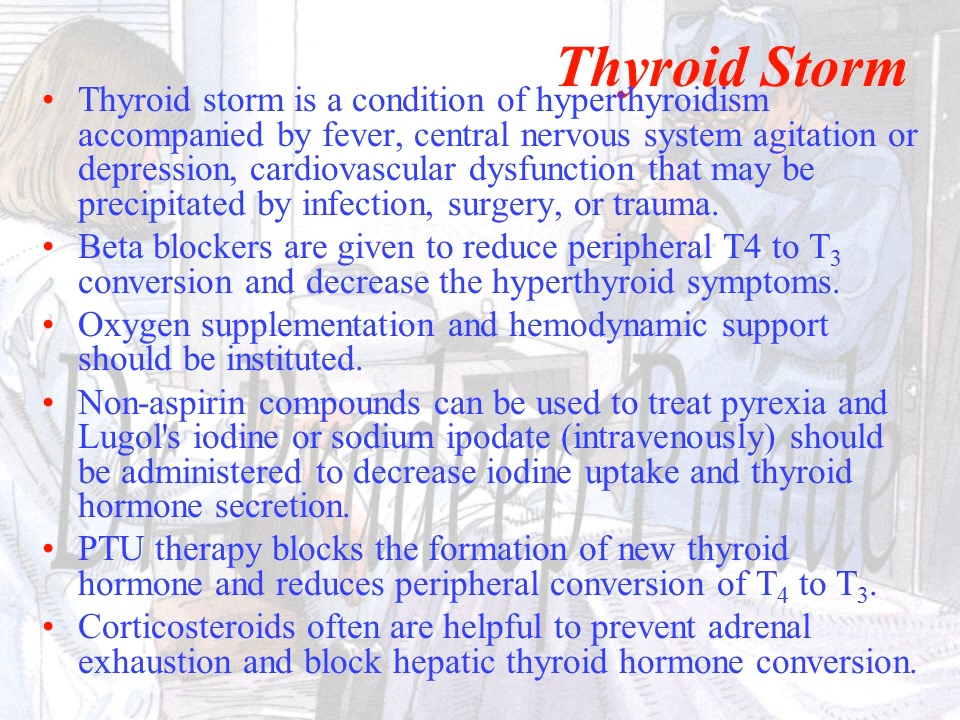 Thyroid Storm
• Thyroid storm is a condition of hyperthyroidism
accompanied by fever, central nervous system agitation or
depression, cardiovascular dysfunction that may be
precipitated by infection, surgery, or trauma.
• Beta blockers are given to reduce peripheral T4 to T₃
conversion and decrease the hyperthyroid symptoms.
• Oxygen supplementation and hemodynamic support
should be instituted.
• Non-aspirin compounds can be used to treat pyrexia and
Lugol's iodine or sodium ipodate (intravenously) should
be administered to decrease iodine uptake and thyroid
hormone secretion.
• PTU therapy blocks the formation of new thyroid
hormone and reduces peripheral conversion of T₄ to T₃.
• Corticosteroids often are helpful to prevent adrenal
exhaustion and block hepatic thyroid hormone conversion.
Dr. Pradeep Pande